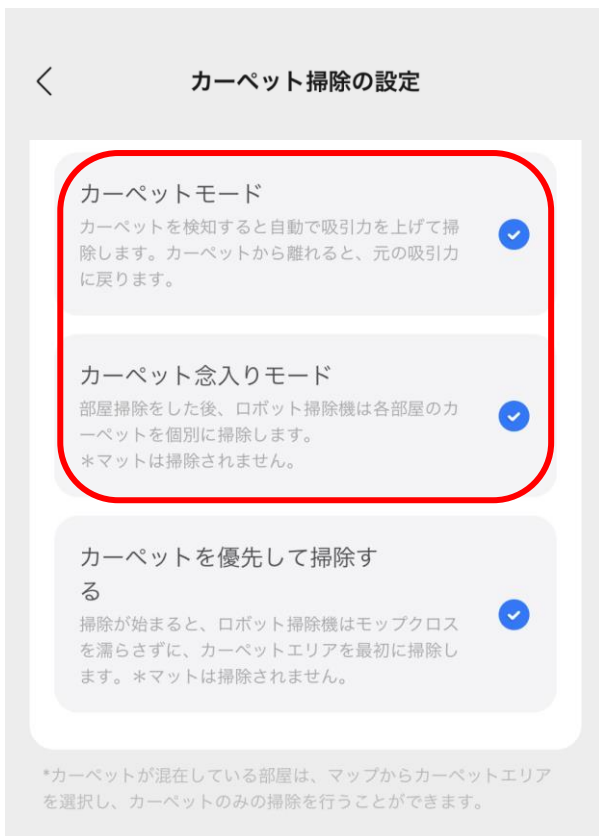 カーペット掃除の設定
カーペットモード
カーペットを検知すると自動で吸引力を上げて掃
除します。カーペットから離れると、元の吸引力
に戻ります。
カーペット念入りモード
部屋掃除をした後、ロボット掃除機は各部屋のカ
ーペットを個別に掃除します。
＊マットは掃除されません。
カーペットを優先して掃除す
る
掃除が始まると、ロボット掃除機はモップクロス
を濡らさずに、カーペットエリアを最初に掃除し
ます。＊マットは掃除されません。
*カーペットが混在している部屋は、マップからカーペットエリア
を選択し、カーペットのみの掃除を行うことができます。